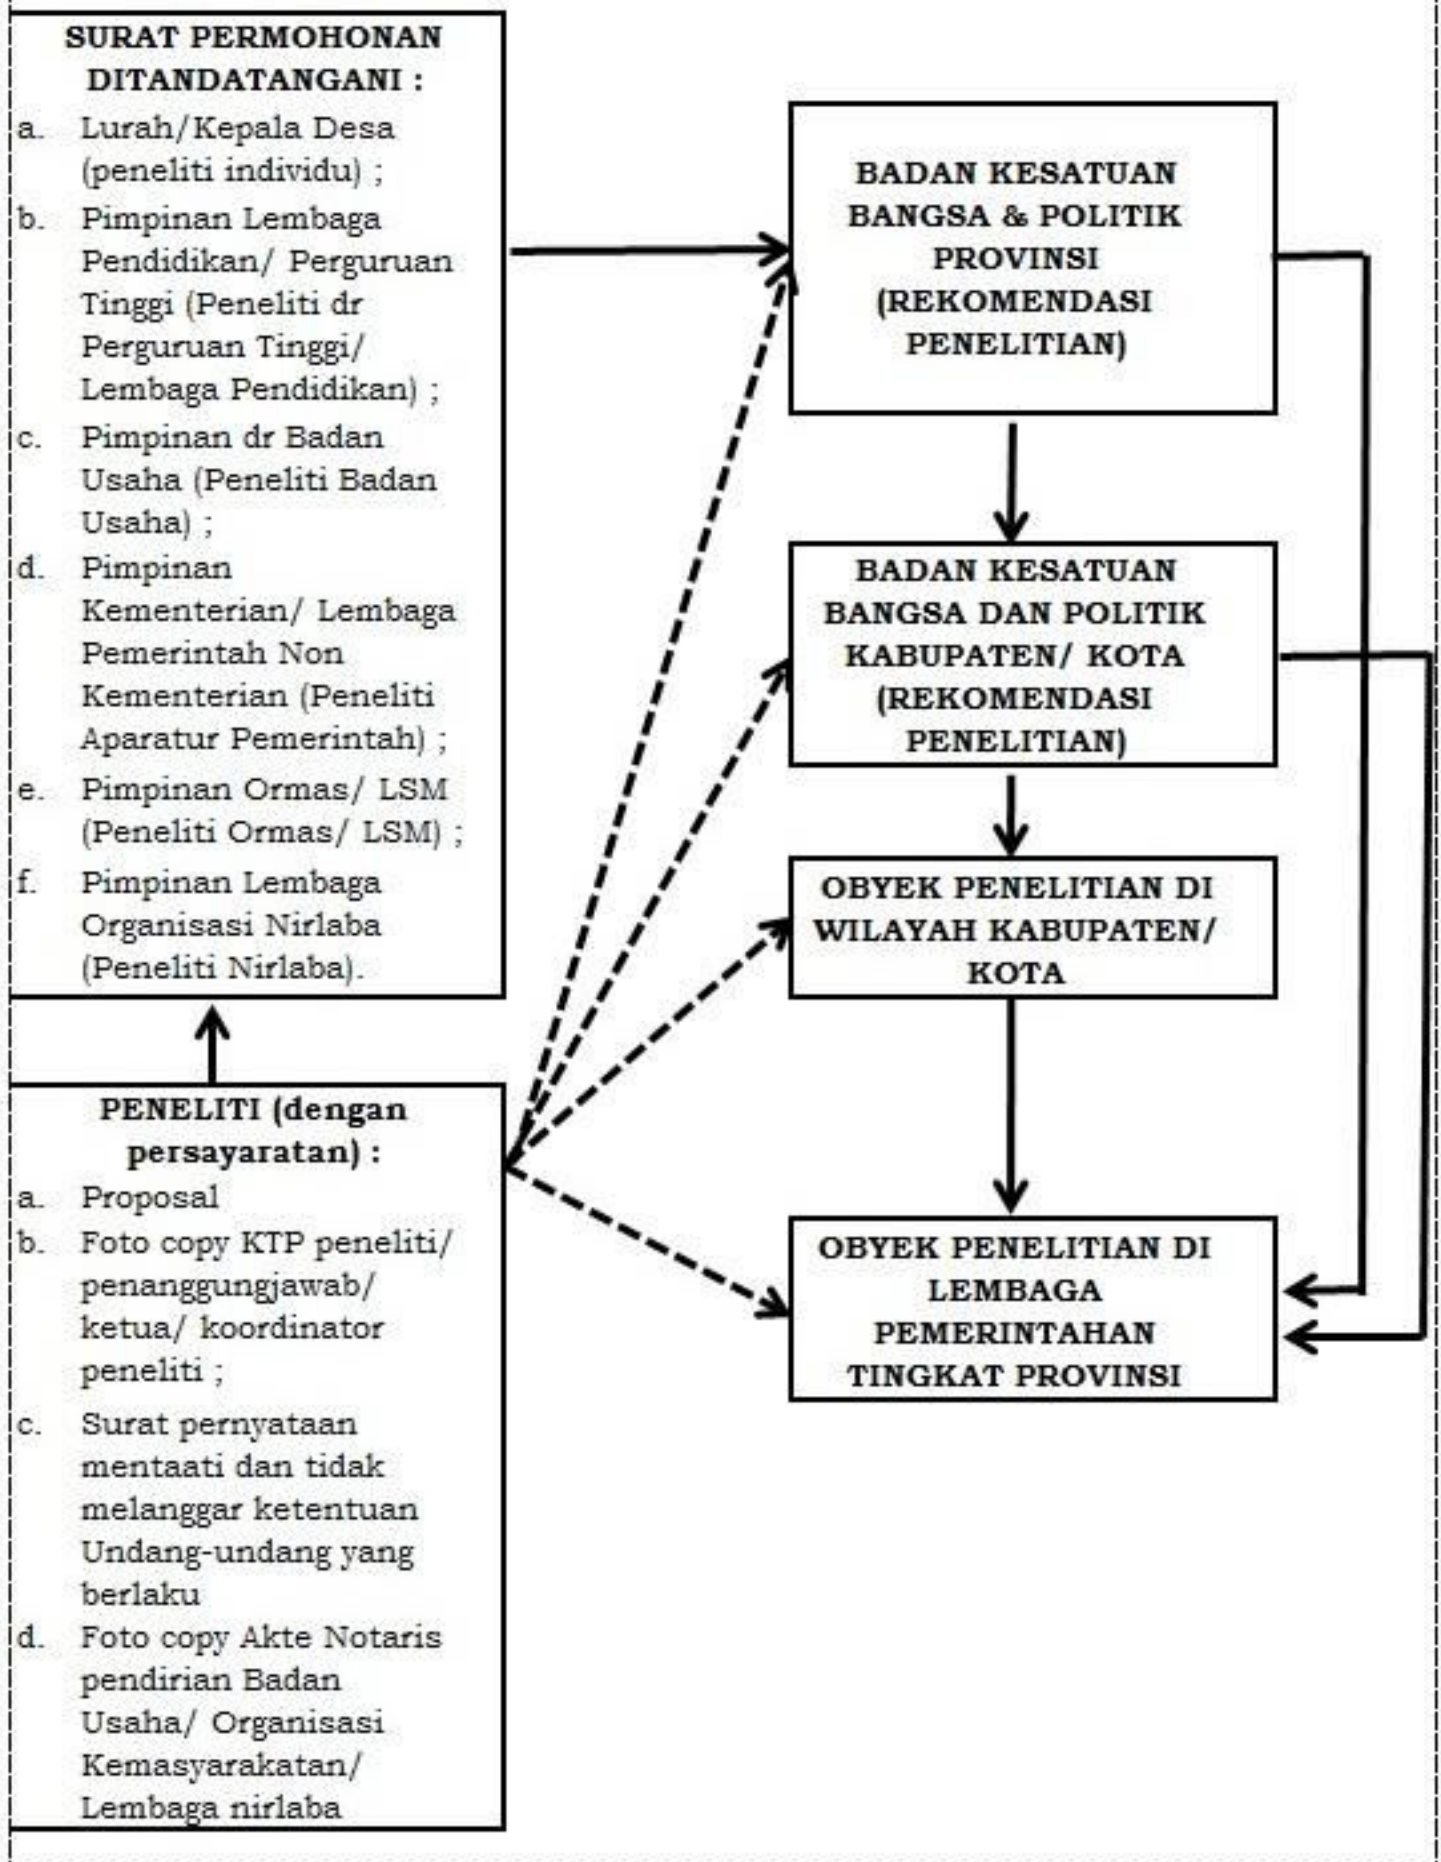 SURAT PERMOHONAN
DITANDATANGANI :
a. Lurah/Kepala Desa
(peneliti individu) ;
b. Pimpinan Lembaga
Pendidikan/ Perguruan
Tinggi (Peneliti dr
Perguruan Tinggi/
Lembaga Pendidikan) ;
c. Pimpinan dr Badan
Usaha (Peneliti Badan
Usaha) ;
d. Pimpinan
Kementerian/ Lembaga
Pemerintah Non
Kementerian (Peneliti
Aparatur Pemerintah) ;
e. Pimpinan Ormas/ LSM
(Peneliti Ormas/ LSM) ;
f. Pimpinan Lembaga
Organisasi Nirlaba
(Peneliti Nirlaba).
PENELITI (dengan
persayaratan) :
a. Proposal
b. Foto copy KTP peneliti/
penanggungjawab/
ketua/ koordinator
peneliti ;
c. Surat pernyataan
mentaati dan tidak
melanggar ketentuan
Undang-undang yang
berlaku
d. Foto copy Akte Notaris
pendirian Badan
Usaha/ Organisasi
Kemasyarakatan/
Lembaga nirlaba
BADAN KESATUAN
BANGSA & POLITIK
PROVINSI
(REKOMENDASI
PENELITIAN)
BADAN KESATUAN
BANGSA DAN POLITIK
KABUPATEN/ KOTA
(REKOMENDASI
PENELITIAN)
OBYEK PENELITIAN DI
WILAYAH KABUPATEN/
KOTA
OBYEK PENELITIAN DI
LEMBAGA
PEMERINTAHAN
TINGKAT PROVINSI